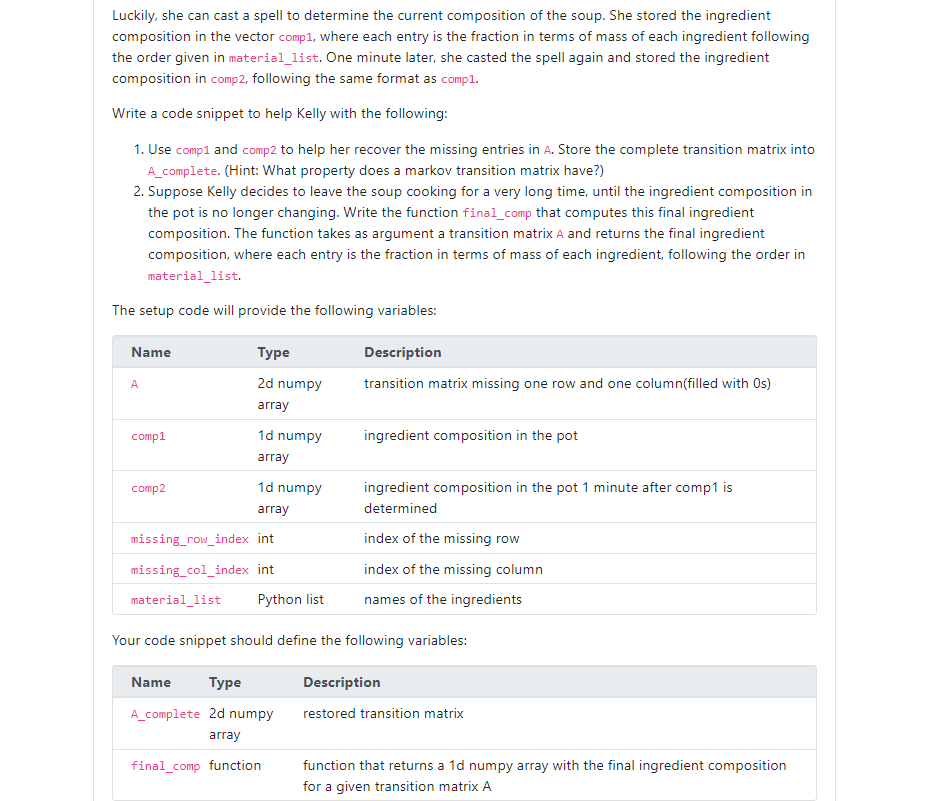 Luckily, she can cast a spell to determine the current composition of the soup. She stored the ingredient
composition in the vector comp1, where each entry is the fraction in terms of mass of each ingredient following
the order given in material_list. One minute later, she casted the spell again and stored the ingredient
composition in comp2, following the same format as comp1.
Write a code snippet to help Kelly with the following:
1. Use comp1 and comp2 to help her recover the missing entries in A. Store the complete transition matrix into
A_complete. (Hint: What property does a markov transition matrix have?)
2. Suppose Kelly decides to leave the soup cooking for a very long time, until the ingredient composition in
the pot is no longer changing. Write the function final_comp that computes this final ingredient
composition. The function takes as argument a transition matrix A and returns the final ingredient
composition, where each entry is the fraction in terms of mass of each ingredient, following the order in
material_list.
The setup code will provide the following variables:
Name Type Description
A 2d numpy transition matrix missing one row and one column(filled with 0s)
array
comp1 1d numpy ingredient composition in the pot
array
comp2 1d numpy ingredient composition in the pot 1 minute after comp1 is
array determined
missing_row_index int index of the missing row
missing_col_index int index of the missing column
material_list Python list names of the ingredients
Your code snippet should define the following variables:
Name Type Description
A_complete 2d numpy restored transition matrix
array
final_comp function function that returns a 1d numpy array with the final ingredient composition
for a given transition matrix A